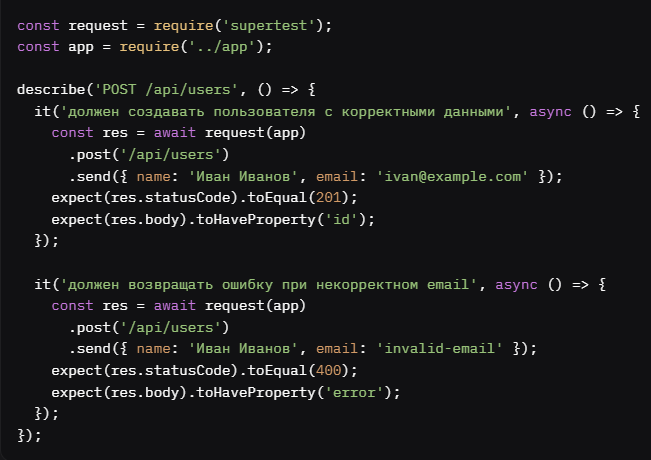 const request = require('supertest');
const app = require('../app');

describe('POST /api/users', () => {
  it('должен создавать пользователя с корректными данными', async () => {
    const res = await request(app)
      .post('/api/users')
      .send({ name: 'Иван Иванов', email: 'ivan@example.com' });
    expect(res.statusCode).toEqual(201);
    expect(res.body).toHaveProperty('id');
  });

  it('должен возвращать ошибку при некорректном email', async () => {
    const res = await request(app)
      .post('/api/users')
      .send({ name: 'Иван Иванов', email: 'invalid-email' });
    expect(res.statusCode).toEqual(400);
    expect(res.body).toHaveProperty('error');
  });
});